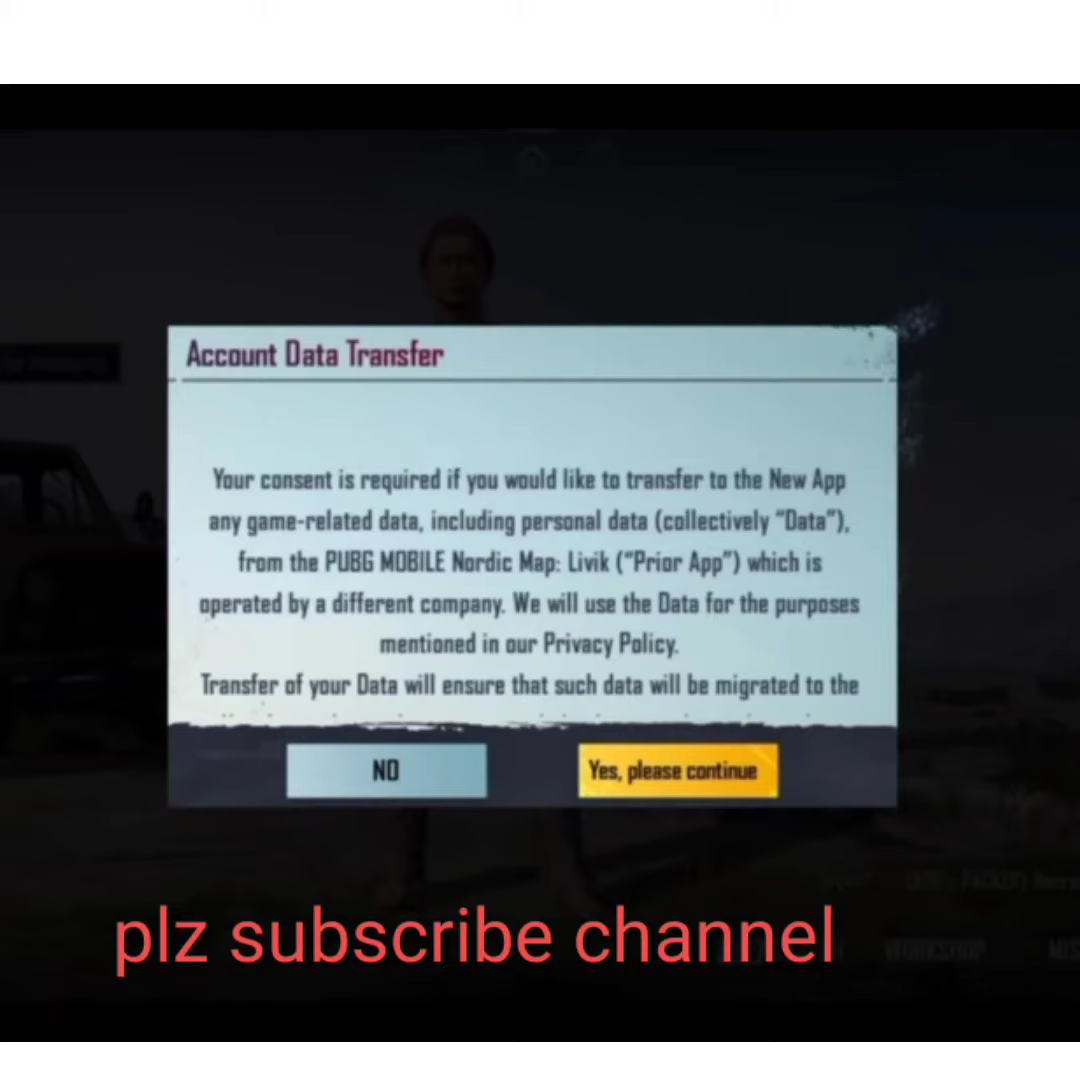 Account Data Transfer
Your consent is required if you would like to transfer to the New App
any game-related data, including personal data (collectively "Data"),
from the PUBG MOBILE Nordic Map: Livik ("Prior App") which is
operated by a different company. We will use the Data for the purposes
mentioned in our Privacy Policy.
Transfer of your Data will ensure that such data will be migrated to the
NO
Yes, please continue
plz subscribe channel
WORKSHOP